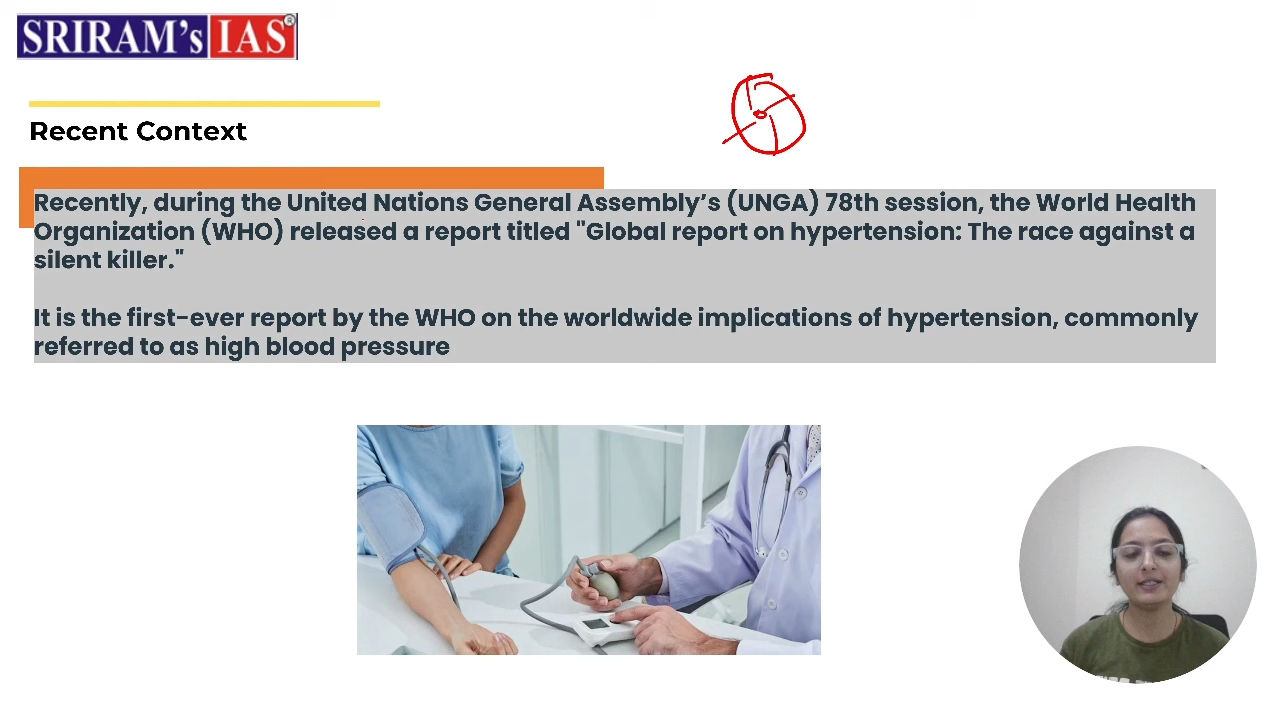 SRIRAM's IAS®
Recent Context
Recently, during the United Nations General Assembly’s (UNGA) 78th session, the World Health
Organization (WHO) released a report titled "Global report on hypertension: The race against a
silent killer."
It is the first-ever report by the WHO on the worldwide implications of hypertension, commonly
referred to as high blood pressure